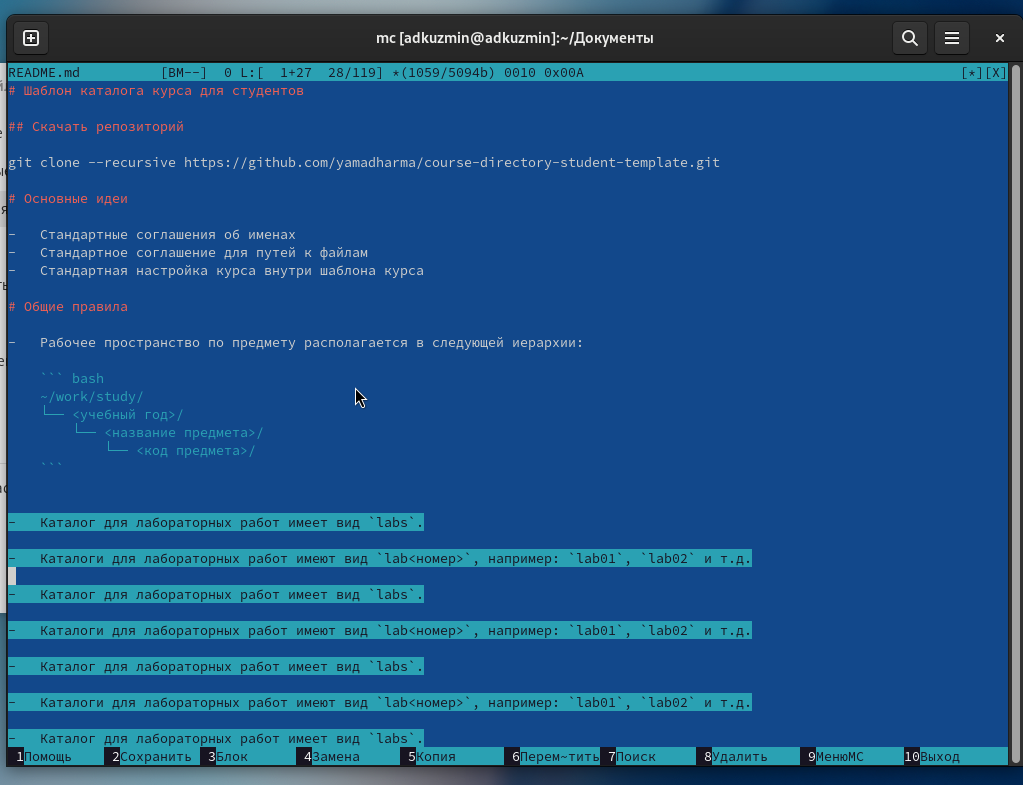 mc [adkuzmin@adkuzmin]:~/Документы
README.md [BM--] 0 L:[ 1+27 28/119] *(1059/5094b) 0010 0x00A [*][X]
# Шаблон каталога курса для студентов
## Скачать репозиторий
git clone --recursive https://github.com/yamadharma/course-directory-student-template.git
# Основные идеи
- Стандартные соглашения об именах
- Стандартное соглашение для путей к файлам
- Стандартная настройка курса внутри шаблона курса
# Общие правила
- Рабочее пространство по предмету располагается в следующей иерархии:
``` bash
~/work/study/
└── <учебный год>/
└── <название предмета>/
└── <код предмета>/
```
- Каталог для лабораторных работ имеет вид `labs`.
- Каталоги для лабораторных работ имеют вид `lab<номер>`, например: `lab01`, `lab02` и т.д.
- Каталог для лабораторных работ имеет вид `labs`.
- Каталоги для лабораторных работ имеют вид `lab<номер>`, например: `lab01`, `lab02` и т.д.
- Каталог для лабораторных работ имеет вид `labs`.
- Каталоги для лабораторных работ имеют вид `lab<номер>`, например: `lab01`, `lab02` и т.д.
- Каталог для лабораторных работ имеет вид `labs`.
1Помощь 2Сохранить 3Блок 4Замена 5Копия 6Перем~тить 7Поиск 8Удалить 9МенюMC 10Выход